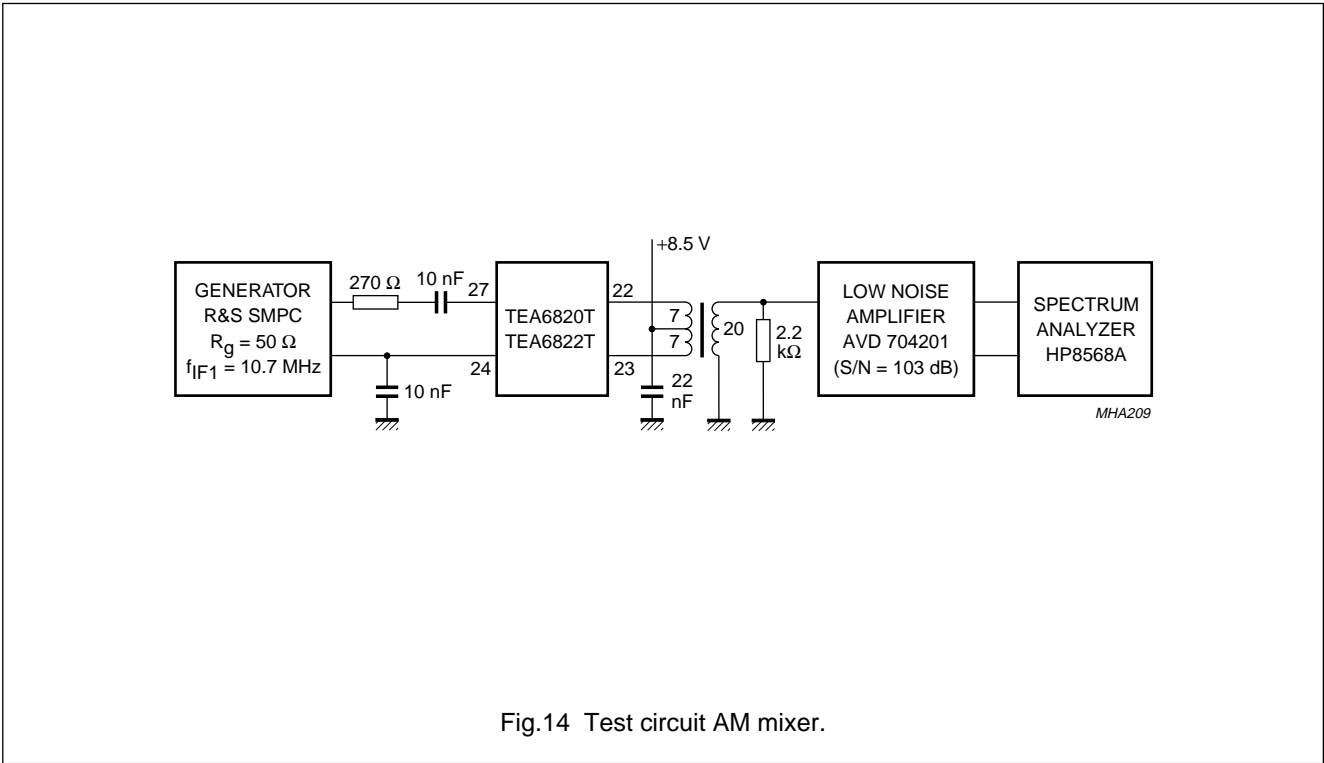 +8.5 V
GENERATOR
R&S SMPC
Rg = 50 Ω
fIF1 = 10.7 MHz
270 Ω
10 nF
27
24
10 nF
TEA6820T
TEA6822T
22
23
7
7
20
22
nF
2.2
kΩ
LOW NOISE
AMPLIFIER
AVD 704201
(S/N = 103 dB)
SPECTRUM
ANALYZER
HP8568A
MHA209
Fig.14 Test circuit AM mixer.